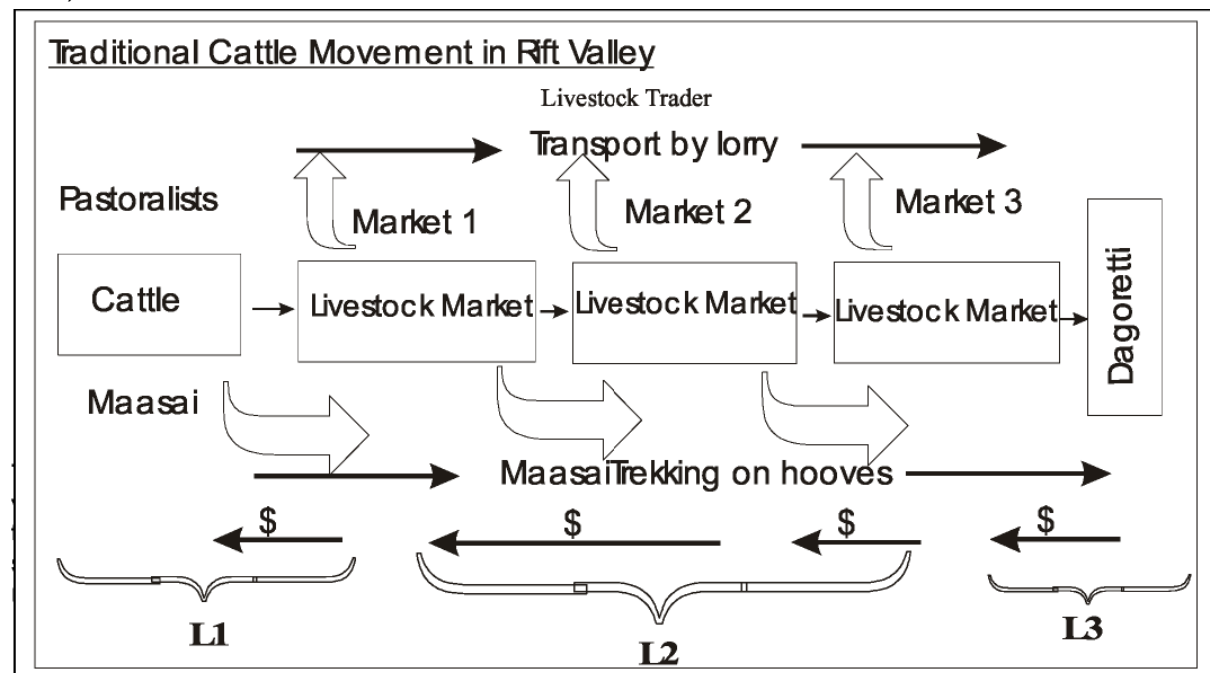 Traditional Cattle Movement in Rift Valley
Livestock Trader
Transport by lorry
Pastoralists
Market 1
Market 2
Market 3
Cattle
Livestock Market
Livestock Market
Livestock Market
Dagoretti
Maasai
MaasaiTrekking on hooves
$
$
$
$
L1
L2
L3